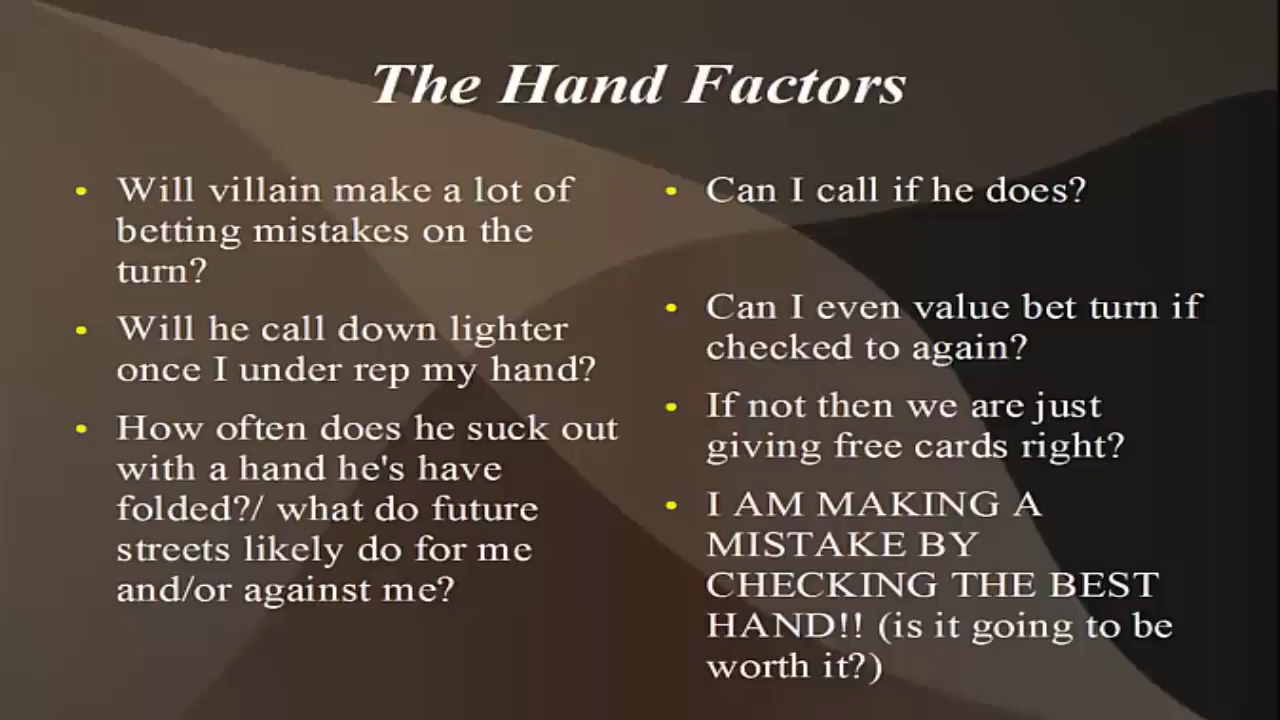 The Hand Factors
• Will villain make a lot of
betting mistakes on the
turn?
• Will he call down lighter
once I under rep my hand?
• How often does he suck out
with a hand he's have
folded?/ what do future
streets likely do for me
and/or against me?
• Can I call if he does?
• Can I even value bet turn if
checked to again?
• If not then we are just
giving free cards right?
• I AM MAKING A
MISTAKE BY
CHECKING THE BEST
HAND!! (is it going to be
worth it?)